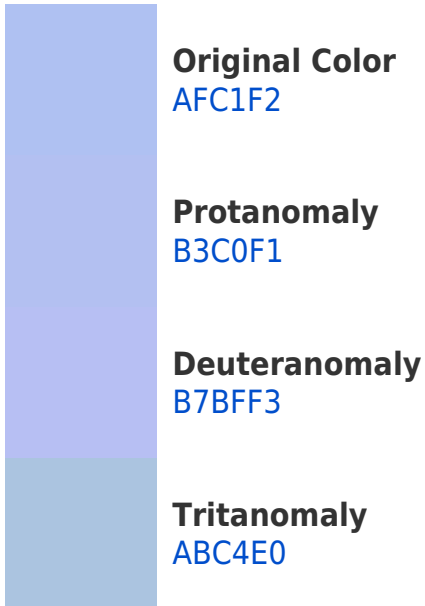 Original Color
AFC1F2
Protanomaly
B3C0F1
Deuteranomaly
B7BFF3
Tritanomaly
ABC4E0